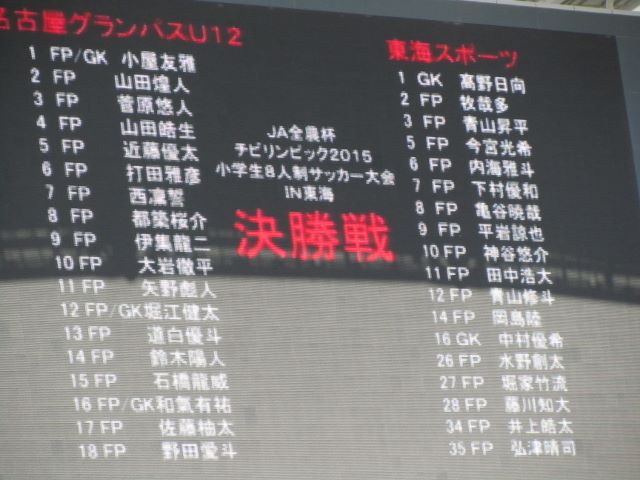 名古屋グランパスU12
1 FP/GK 小屋友雅
2 FP 山田煌人
3 FP 菅原悠人
4 FP 山田皓生
5 FP 近藤優太
6 FP 打田雅彦
7 FP 西凜誓
8 FP 都築桜介
9 FP 伊集龍二
10 FP 大岩徹平
11 FP 矢野彪人
12 FP/GK 堀江健太
13 FP 道白優斗
14 FP 鈴木陽人
15 FP 石橋龍威
16 FP/GK 和氣有祐
17 FP 佐藤柚太
18 FP 野田愛斗
JA全農杯
チビリンピック2015
小学生8人制サッカー大会
IN東海
決勝戦
東海スポーツ
1 GK 髙野日向
2 FP 牧哉多
3 FP 青山昇平
5 FP 今宮光希
6 FP 内海雅斗
7 FP 下村優和
8 FP 亀谷暁哉
9 FP 平岩諒也
10 FP 神谷悠介
11 FP 田中浩大
12 FP 青山修斗
14 FP 岡島陸
16 GK 中村優希
26 FP 水野創太
27 FP 堀家竹流
28 FP 藤川知大
34 FP 井上皓太
35 FP 弘津晴司